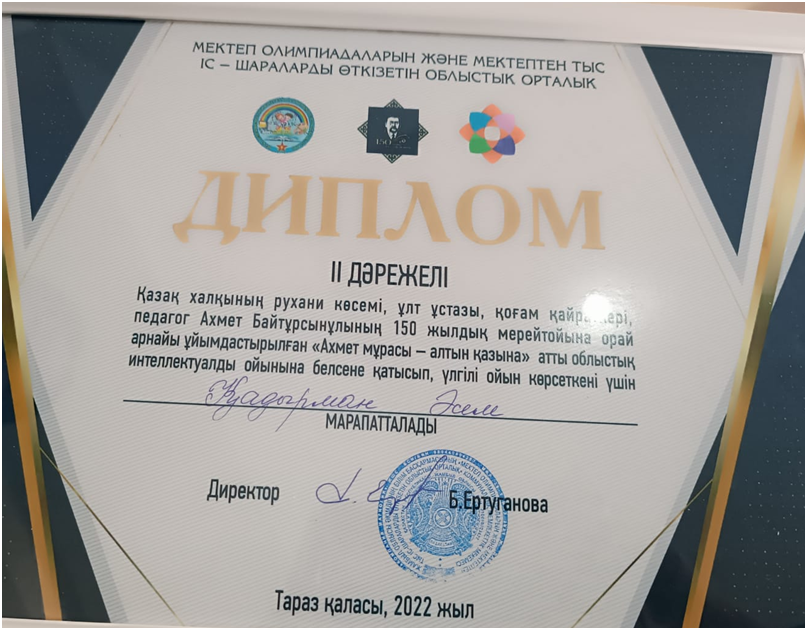 МЕКТЕП ОЛИМПИАДАЛАРЫН ЖӘНЕ МЕКТЕПТЕН ТЫС
ІС – ШАРАЛАРДЫ ӨТКІЗЕТІН ОБЛЫСТЫҚ ОРТАЛЫҚ
150
ДИПЛОМ
ІІ ДӘРЕЖЕЛІ
Қазақ халқының рухани көсемі, ұлт ұстазы, қоғам қайраткері,
педагог Ахмет Байтұрсынұлының 150 жылдық мерейтойына орай
арнайы ұйымдастырылған «Ахмет мұрасы – алтын қазына» атты облыстық
интеллектуалды ойынына белсене қатысып, үлгілі ойын көрсеткені үшін
Қадырман Әсем
МАРАПАТТАЛАДЫ
Директор Б.Ертуганова
Тараз қаласы, 2022 жыл